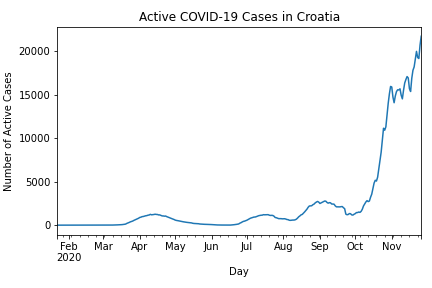 Active COVID-19 Cases in Croatia
Number of Active Cases
20000
15000
10000
5000
0
Feb Mar Apr May Jun Jul Aug Sep Oct Nov
2020
Day